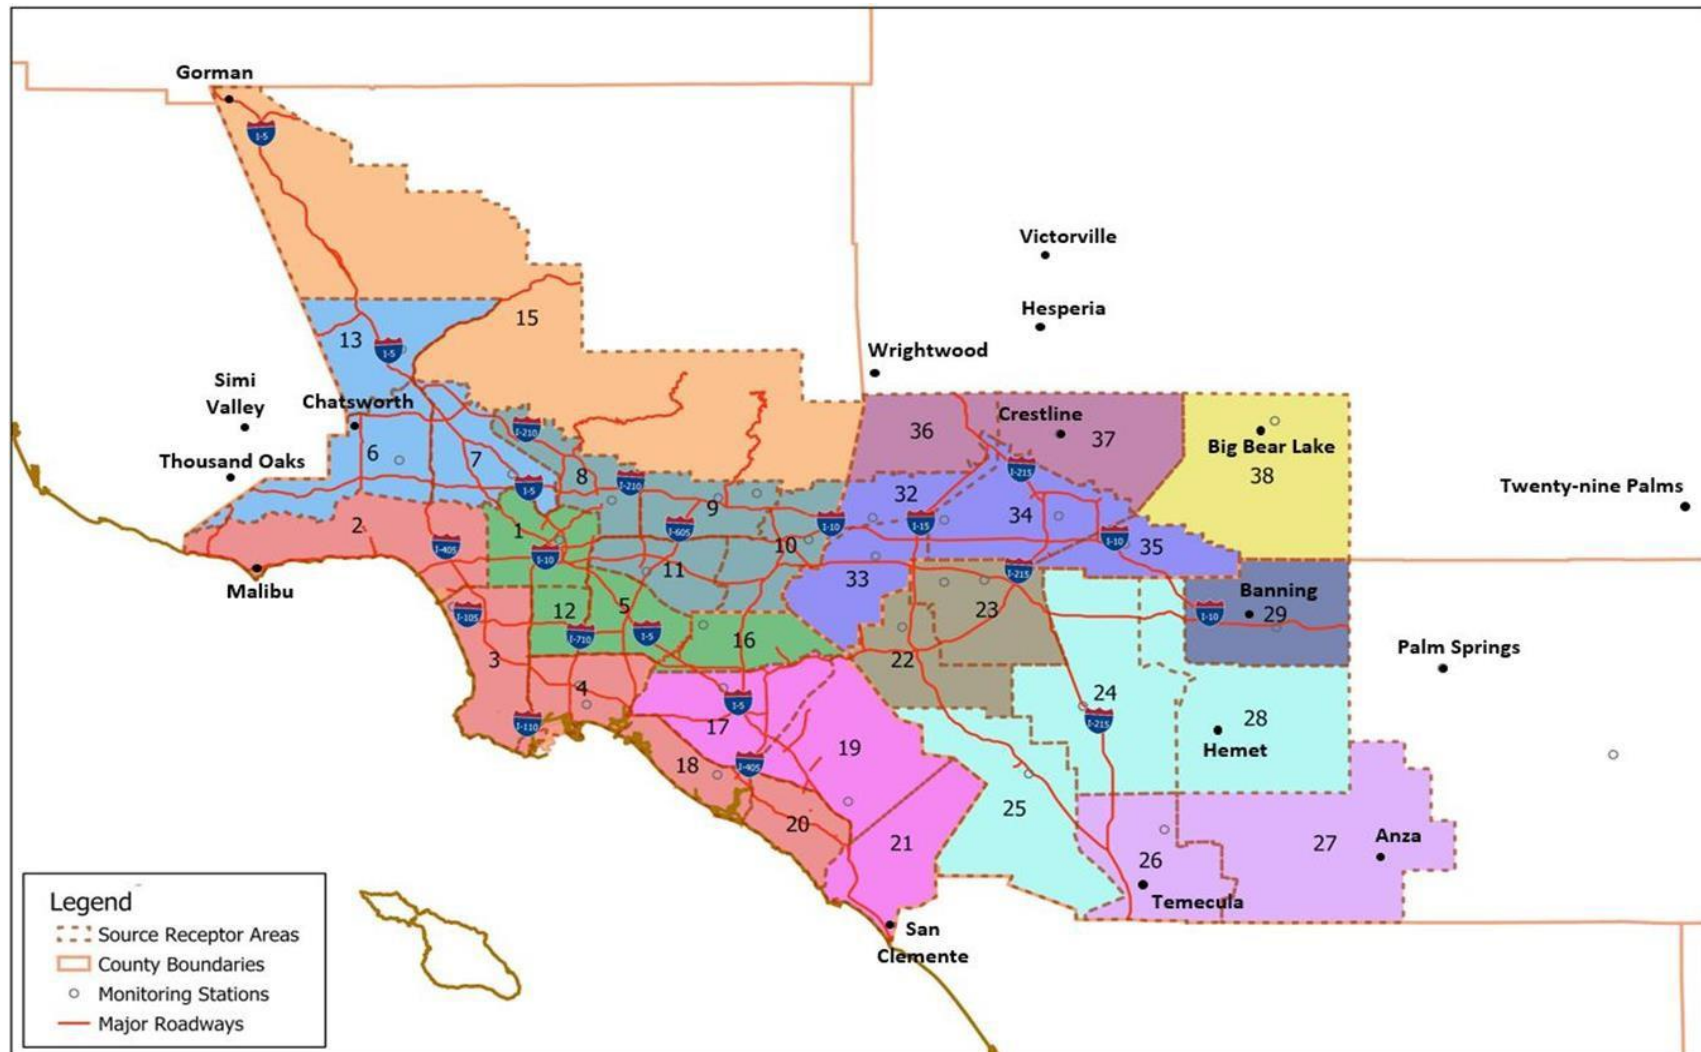 Gorman
I-5
Victorville
Hesperia
15
13
I-5
Wrightwood
Simi
Valley
Chatsworth
Crestline
I-210
36
37
Big Bear Lake
Thousand Oaks
6
7
8
I-210
I-215
38
I-5
Twenty-nine Palms
32
9
2
1
I-605
I-10
I-15
34
I-405
I-10
10
I-10
35
11
33
I-215
Malibu
Banning
I-105
12
5
23
I-10
29
I-710
I-5
16
3
22
Palm Springs
4
24
I-5
I-110
17
I-215
28
19
Hemet
18
I-405
25
20
21
26
27
Anza
Legend
Temecula
Source Receptor Areas
San
Clemente
County Boundaries
Monitoring Stations
Major Roadways